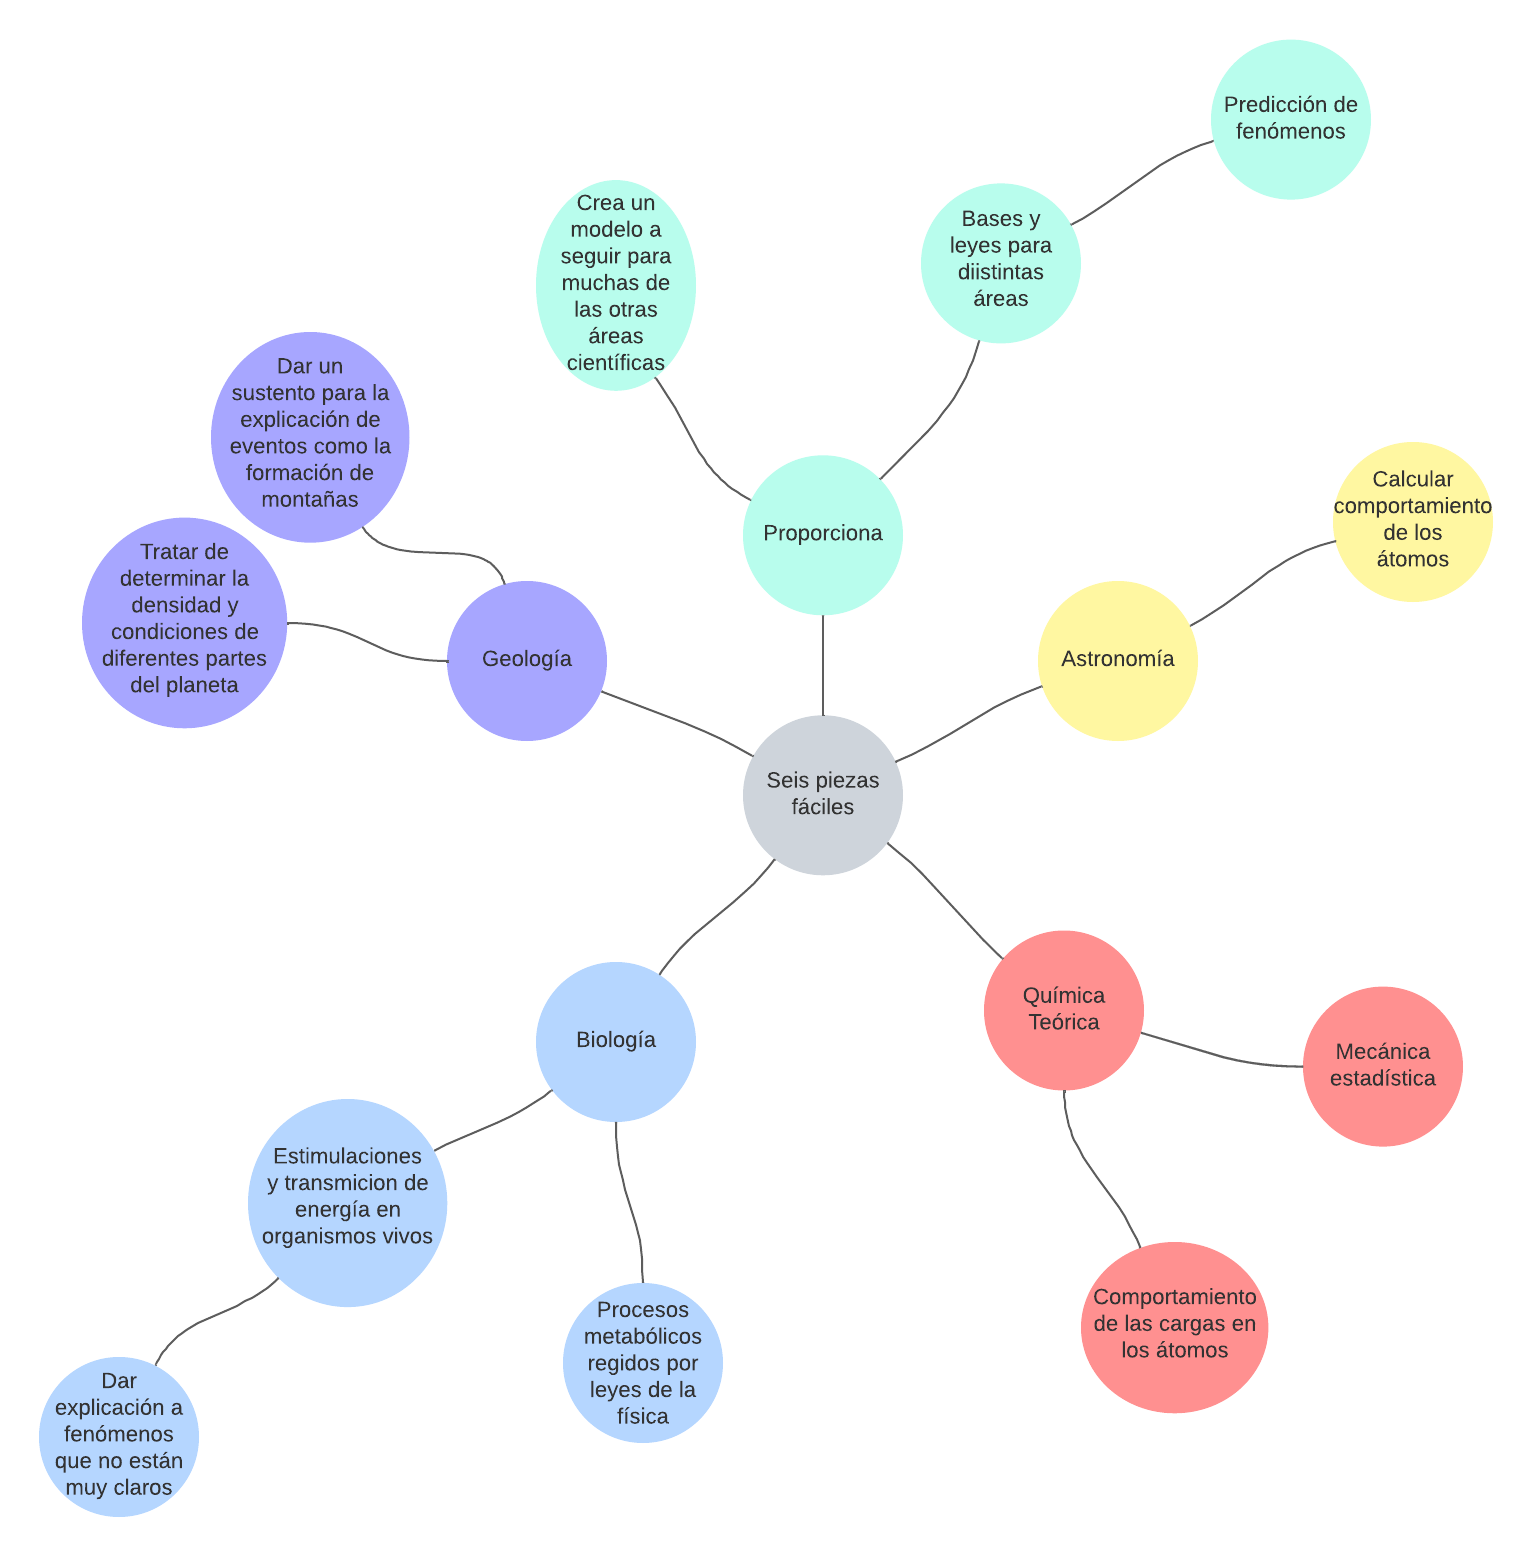 Predicción de
fenómenos
Crea un
modelo a
seguir para
muchas de
las otras
áreas
científicas
Bases y
leyes para
diistintas
áreas
Dar un
sustento para la
explicación de
eventos como la
formación de
montañas
Proporciona
Calcular
comportamiento
de los
átomos
Tratar de
determinar la
densidad y
condiciones de
diferentes partes
del planeta
Geología
Astronomía
Seis piezas
fáciles
Biología
Química
Teórica
Mecánica
estadística
Estimulaciones
y transmicion de
energía en
organismos vivos
Procesos
metabólicos
regidos por
leyes de la
física
Comportamiento
de las cargas en
los átomos
Dar
explicación a
fenómenos
que no están
muy claros